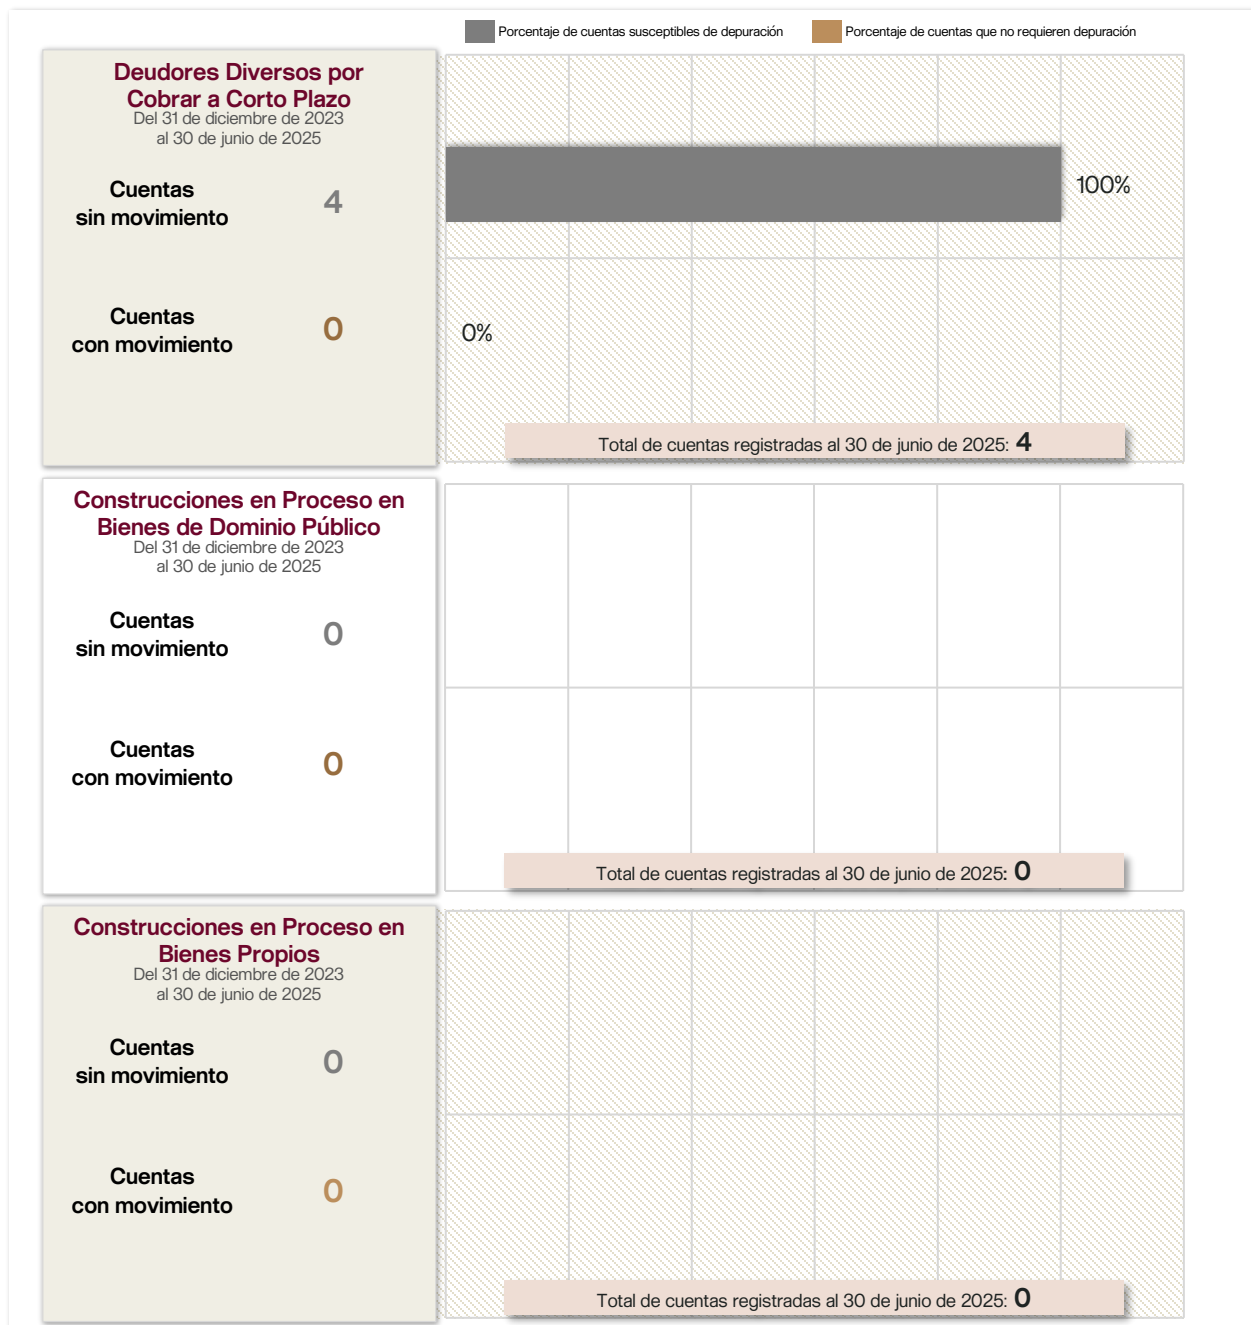 Porcentaje de cuentas susceptibles de depuración
Porcentaje de cuentas que no requieren depuración
Deudores Diversos por
Cobrar a Corto Plazo
Del 31 de diciembre de 2023
al 30 de junio de 2025
Cuentas
sin movimiento
4
100%
Cuentas
con movimiento
0
0%
Total de cuentas registradas al 30 de junio de 2025: 4
Construcciones en Proceso en
Bienes de Dominio Público
Del 31 de diciembre de 2023
al 30 de junio de 2025
Cuentas
sin movimiento
0
Cuentas
con movimiento
0
Total de cuentas registradas al 30 de junio de 2025: 0
Construcciones en Proceso en
Bienes Propios
Del 31 de diciembre de 2023
al 30 de junio de 2025
Cuentas
sin movimiento
0
Cuentas
con movimiento
0
Total de cuentas registradas al 30 de junio de 2025: 0